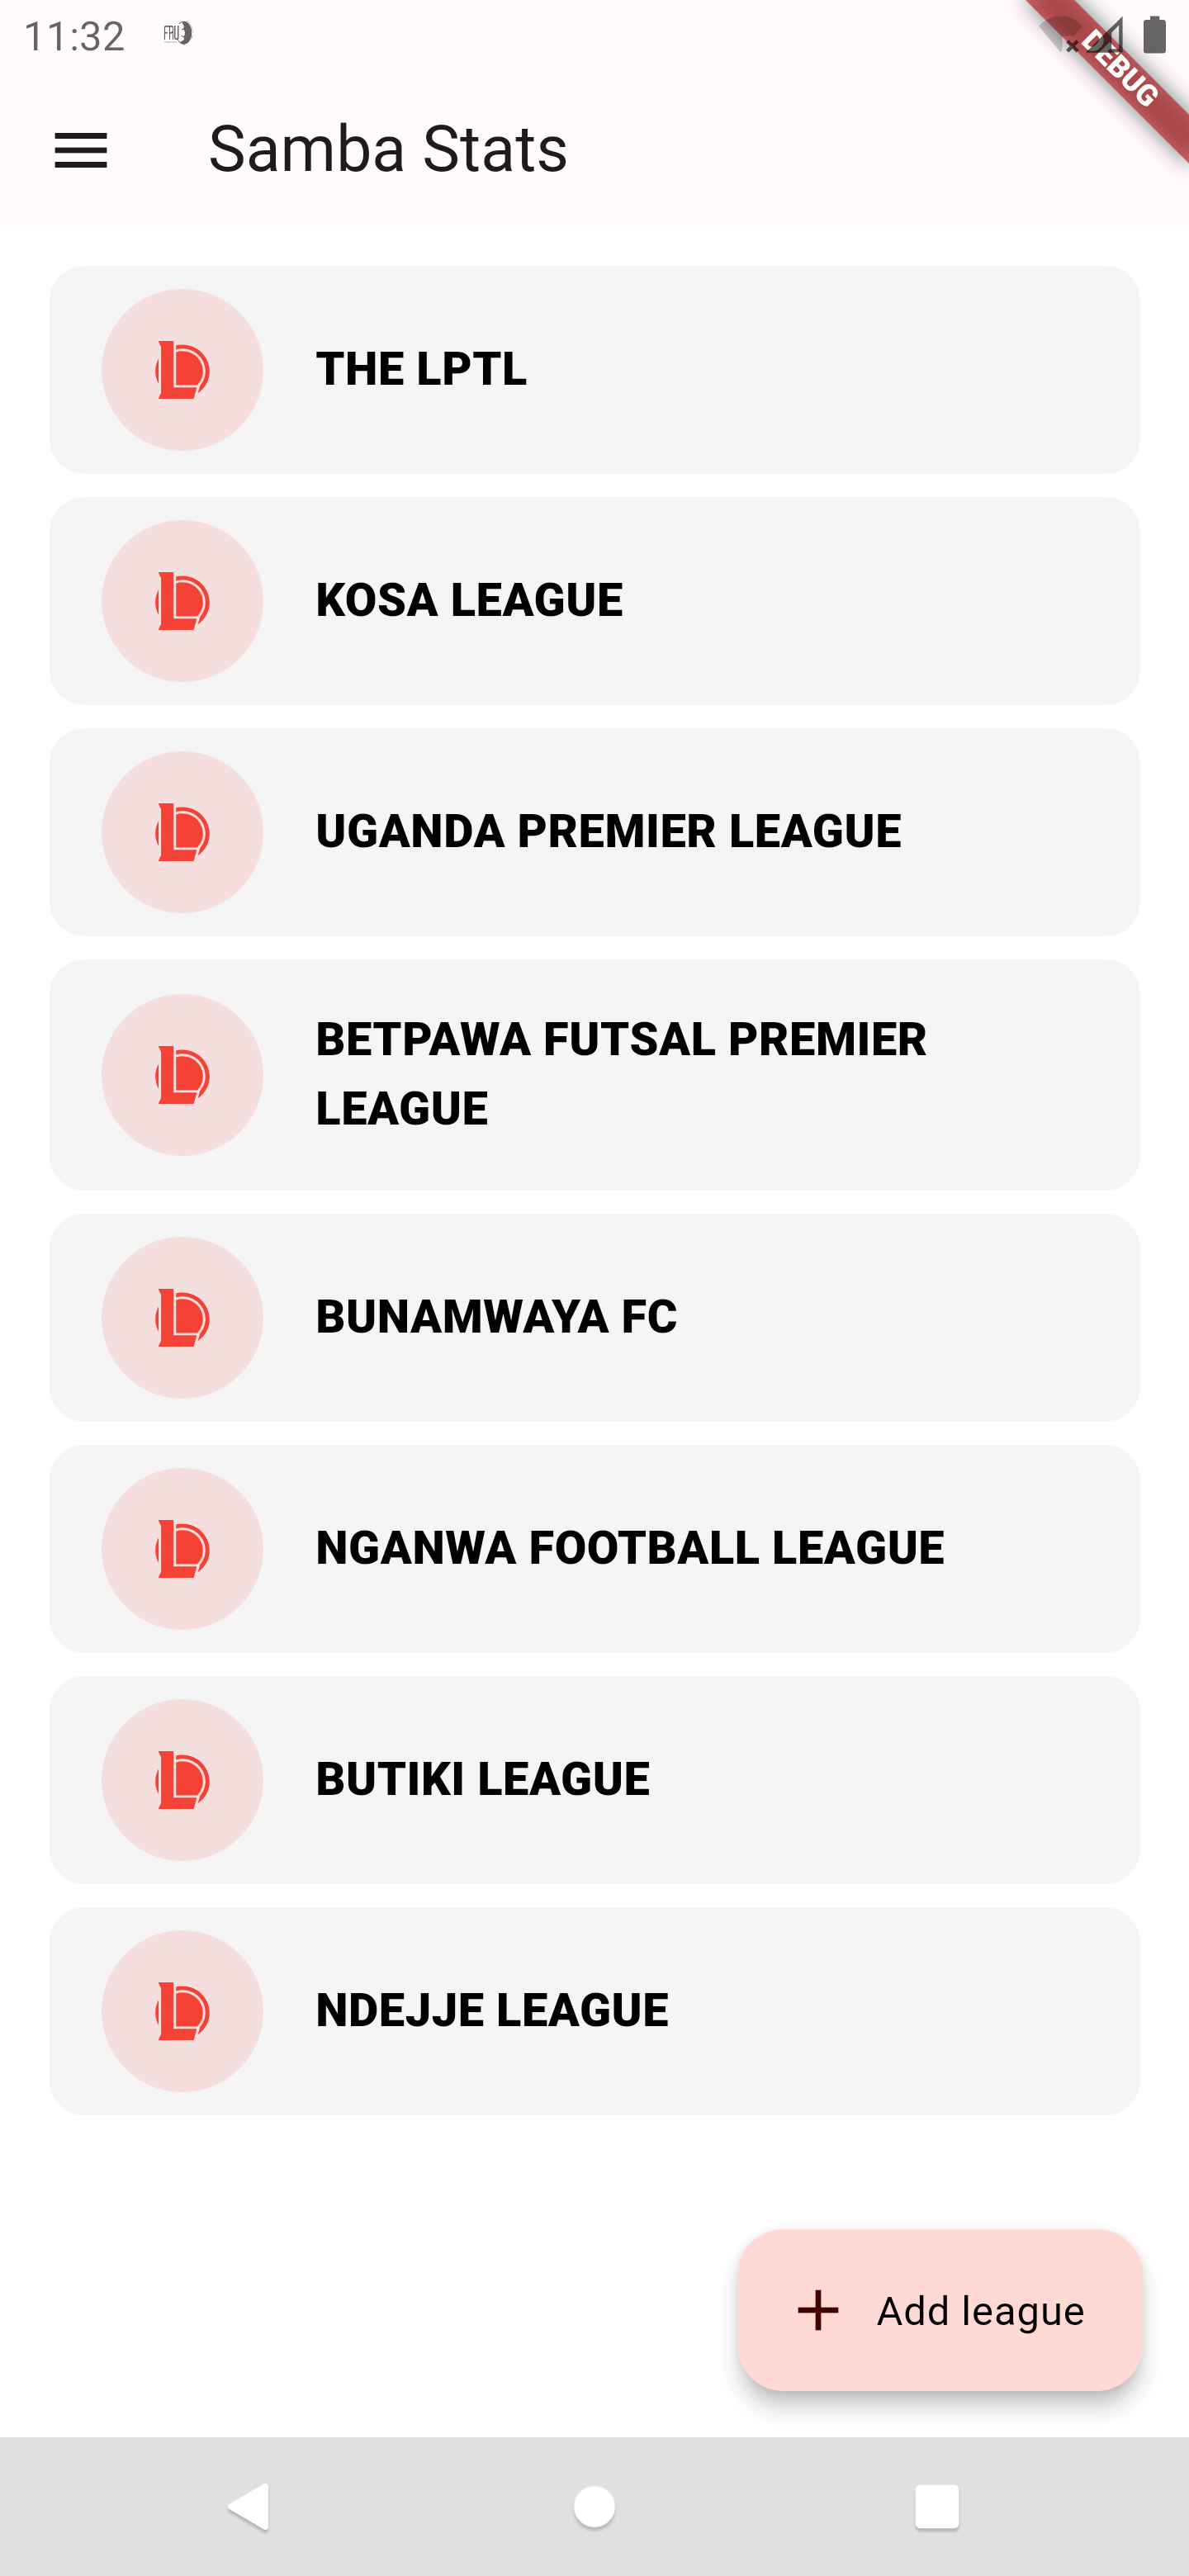 11:32
DEBUG
Samba Stats
THE LPTL
KOSA LEAGUE
UGANDA PREMIER LEAGUE
BETPAWA FUTSAL PREMIER
LEAGUE
BUNAMWAYA FC
NGANWA FOOTBALL LEAGUE
BUTIKI LEAGUE
NDEJJE LEAGUE
Add league